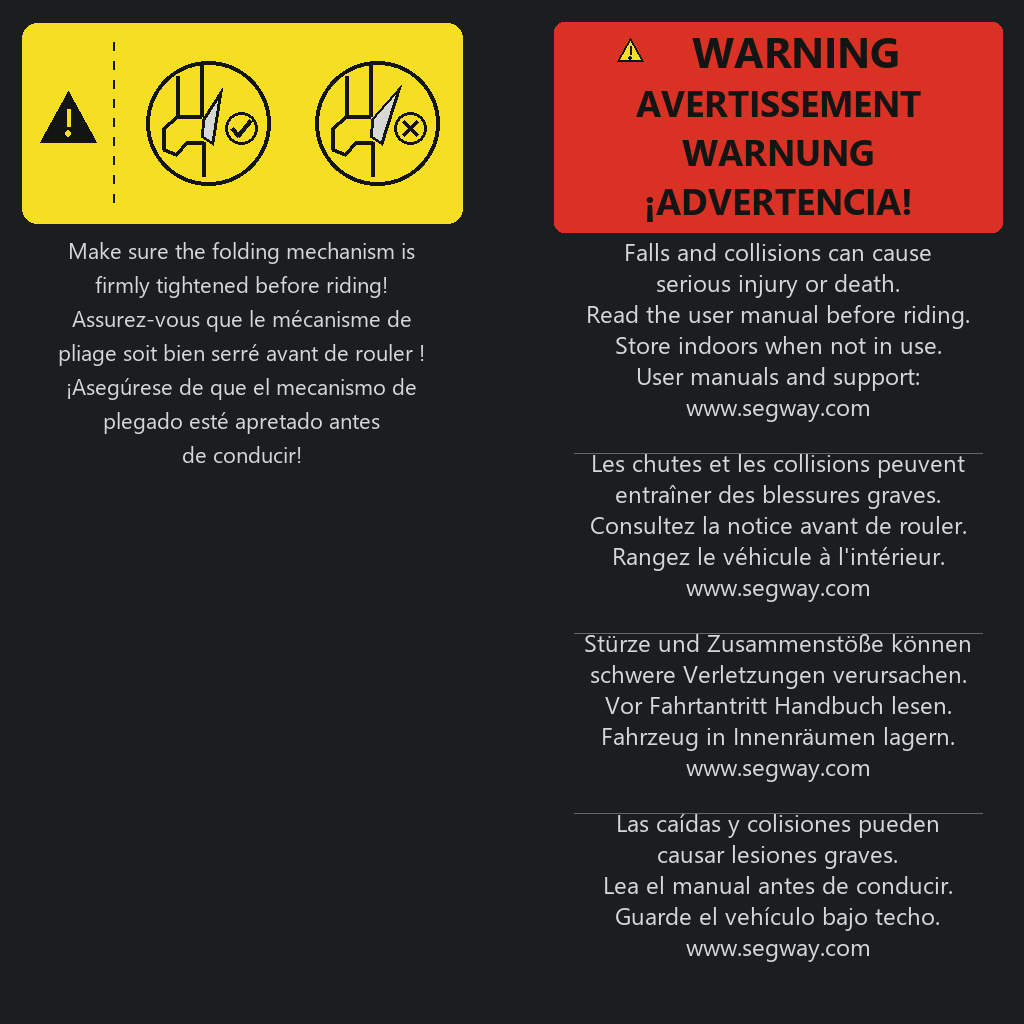 Make sure the folding mechanism is
firmly tightened before riding!
Assurez-vous que le mécanisme de
pliage soit bien serré avant de rouler !
¡Asegúrese de que el mecanismo de
plegado esté apretado antes
de conducir!
WARNING
AVERTISSEMENT
WARNUNG
¡ADVERTENCIA!
Falls and collisions can cause
serious injury or death.
Read the user manual before riding.
Store indoors when not in use.
User manuals and support:
www.segway.com
Les chutes et les collisions peuvent
entraîner des blessures graves.
Consultez la notice avant de rouler.
Rangez le véhicule à l'intérieur.
www.segway.com
Stürze und Zusammenstöße können
schwere Verletzungen verursachen.
Vor Fahrtantritt Handbuch lesen.
Fahrzeug in Innenräumen lagern.
www.segway.com
Las caídas y colisiones pueden
causar lesiones graves.
Lea el manual antes de conducir.
Guarde el vehículo bajo techo.
www.segway.com